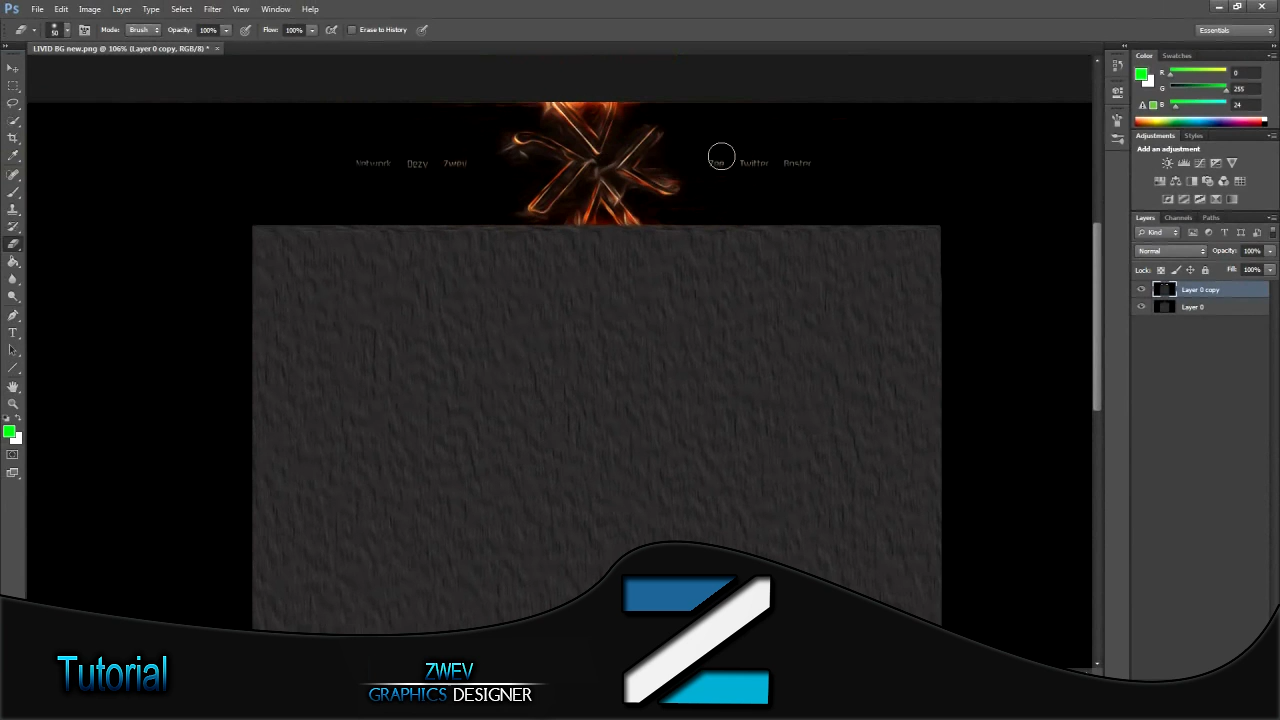 Ps File Edit Image Layer Type Select Filter View Window Help
50 Mode: Brush Opacity: 100% Flow: 100% Erase to History Essentials
LIVID BG new.png @ 106% (Layer 0 copy, RGB/8) * ×
Color Swatches
R 0
G 255
B 24
Adjustments Styles
Add an adjustment
Layers Channels Paths
Kind
Normal Opacity: 100%
Lock: Fill: 100%
Layer 0 copy
Layer 0
Network Dezv Zwev Twitter Roster
Tutorial
ZWEV
GRAPHICS DESIGNER
Z